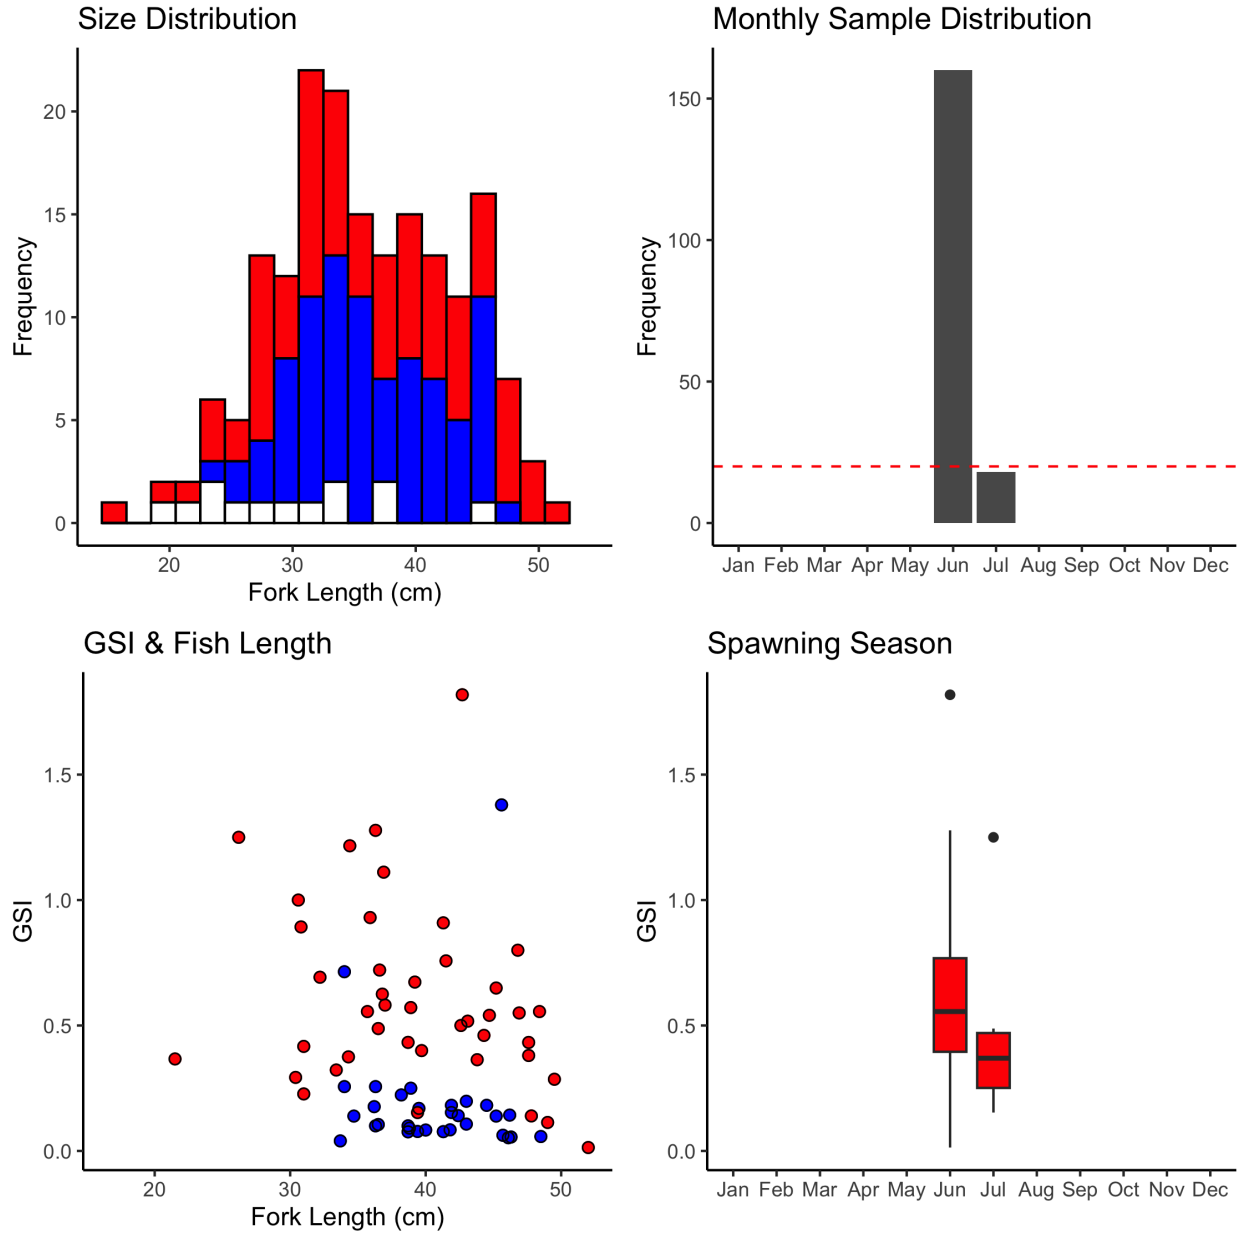 Size Distribution
Frequency
20
15
10
5
0
20 30 40 50
Fork Length (cm)
Monthly Sample Distribution
Frequency
150
100
50
0
Jan Feb Mar Apr May Jun Jul Aug Sep Oct Nov Dec
GSI & Fish Length
GSI
1.5
1.0
0.5
0.0
20 30 40 50
Fork Length (cm)
Spawning Season
GSI
1.5
1.0
0.5
0.0
Jan Feb Mar Apr May Jun Jul Aug Sep Oct Nov Dec